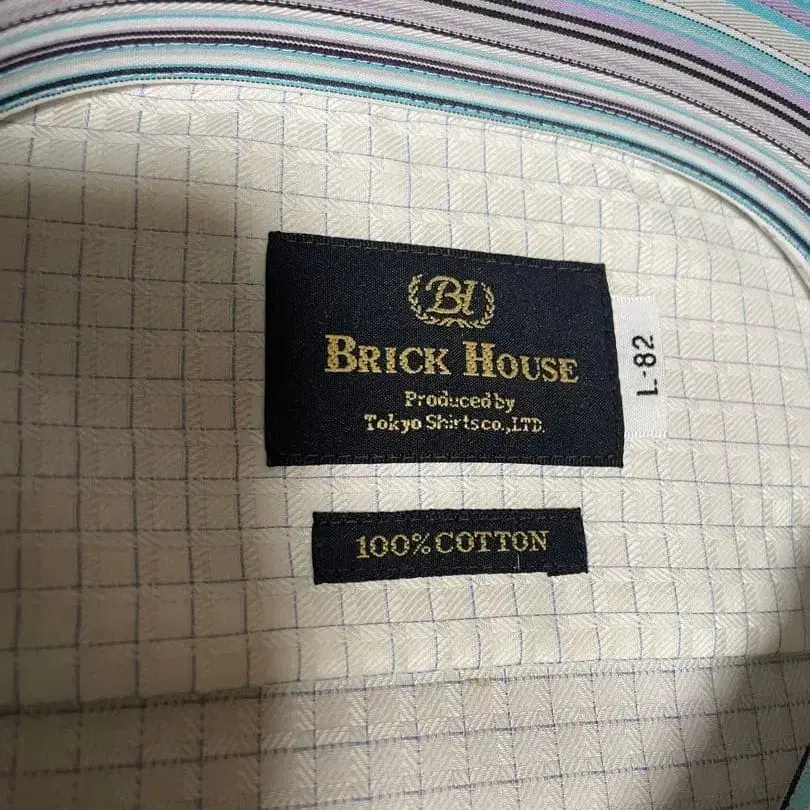 BH
BRICK HOUSE
Produced by
Tokyo Shirts co.,LTD.
L-82
100% COTTON